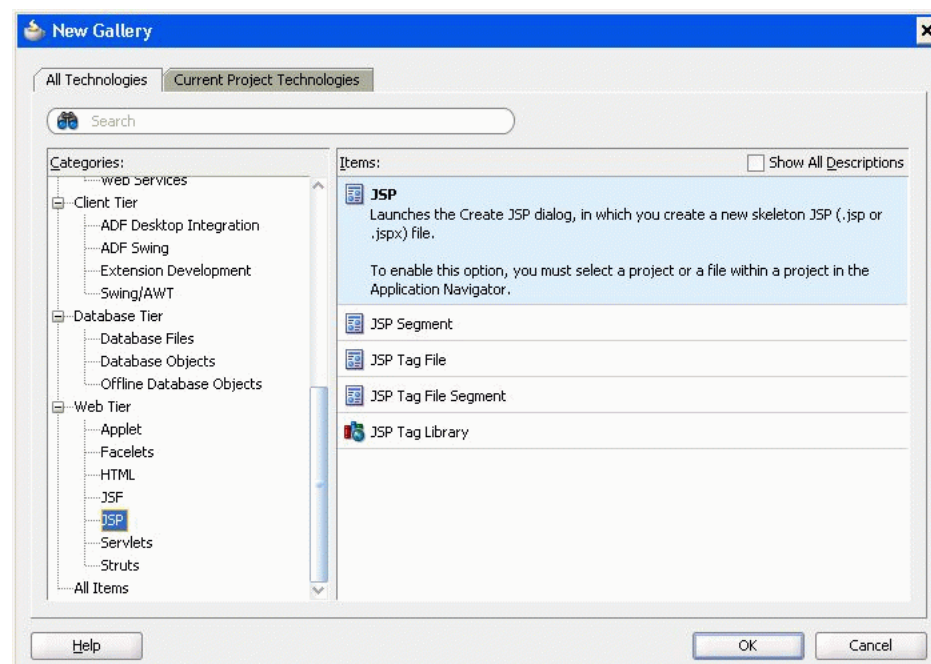 New Gallery
All Technologies
Current Project Technologies
Search
Categories:
Web Services
Client Tier
ADF Desktop Integration
ADF Swing
Extension Development
Swing/AWT
Database Tier
Database Files
Database Objects
Offline Database Objects
Web Tier
Applet
Facelets
HTML
JSF
JSP
Servlets
Struts
All Items
Items:
Show All Descriptions
JSP
Launches the Create JSP dialog, in which you create a new skeleton JSP (.jsp or
.jspx) file.
To enable this option, you must select a project or a file within a project in the
Application Navigator.
JSP Segment
JSP Tag File
JSP Tag File Segment
JSP Tag Library
Help
OK
Cancel